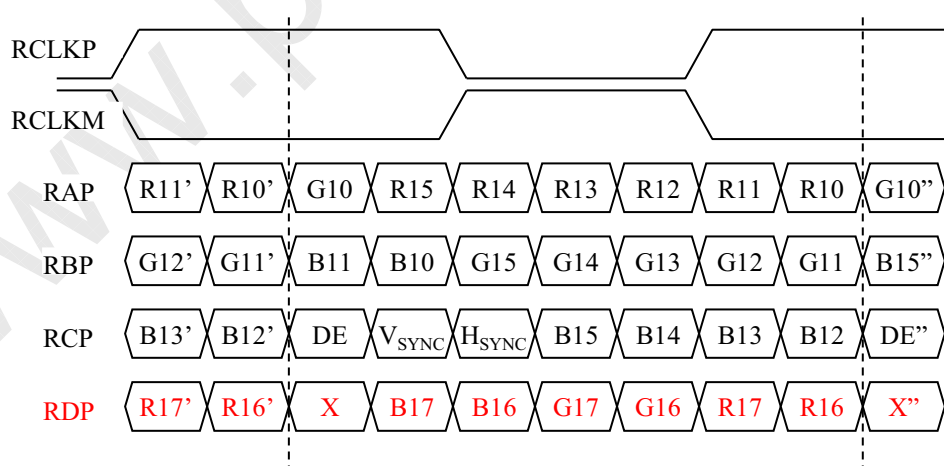 RCLKP
RCLKM
RAP R11’ R10’ G10 R15 R14 R13 R12 R11 R10 G10”
RBP G12’ G11’ B11 B10 G15 G14 G13 G12 G11 B15”
RCP B13’ B12’ DE VSYNC HSYNC B15 B14 B13 B12 DE”
RDP R17’ R16’ X B17 B16 G17 G16 R17 R16 X”